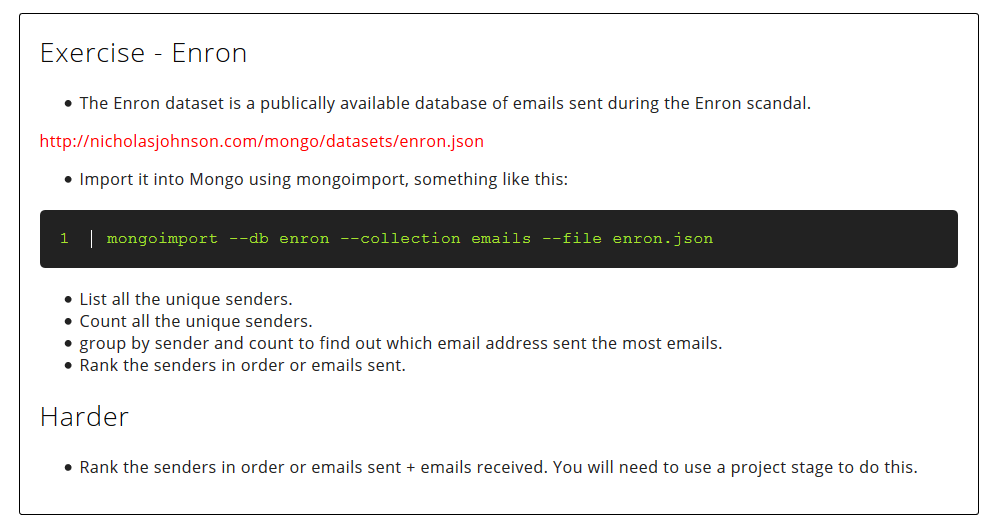 Exercise - Enron
• The Enron dataset is a publically available database of emails sent during the Enron scandal.
http://nicholasjohnson.com/mongo/datasets/enron.json
• Import it into Mongo using mongoimport, something like this:
1 | mongoimport --db enron --collection emails --file enron.json
• List all the unique senders.
• Count all the unique senders.
• group by sender and count to find out which email address sent the most emails.
• Rank the senders in order or emails sent.
Harder
• Rank the senders in order or emails sent + emails received. You will need to use a project stage to do this.